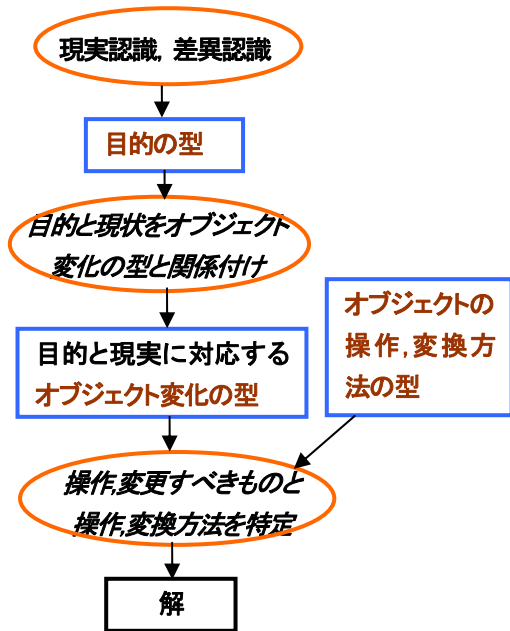 現実認識, 差異認識
目的の型
目的と現状をオブジェクト
変化の型と関係付け
目的と現実に対応する
オブジェクト変化の型
オブジェクトの
操作,変換方
法の型
操作,変更すべきものと
操作,変換方法を特定
解